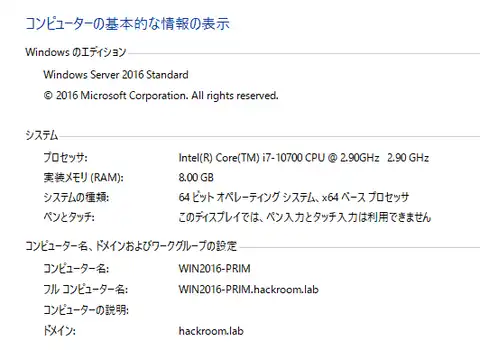 コンピューターの基本的な情報の表示
Windows のエディション
Windows Server 2016 Standard
© 2016 Microsoft Corporation. All rights reserved.
システム
プロセッサ: Intel(R) Core(TM) i7-10700 CPU @ 2.90GHz 2.90 GHz
実装メモリ (RAM): 8.00 GB
システムの種類: 64 ビット オペレーティング システム、x64 ベース プロセッサ
ペンとタッチ: このディスプレイでは、ペン入力とタッチ入力は利用できません
コンピューター名、ドメインおよびワークグループの設定
コンピューター名: WIN2016-PRIM
フル コンピューター名: WIN2016-PRIM.hackroom.lab
コンピューターの説明:
ドメイン: hackroom.lab